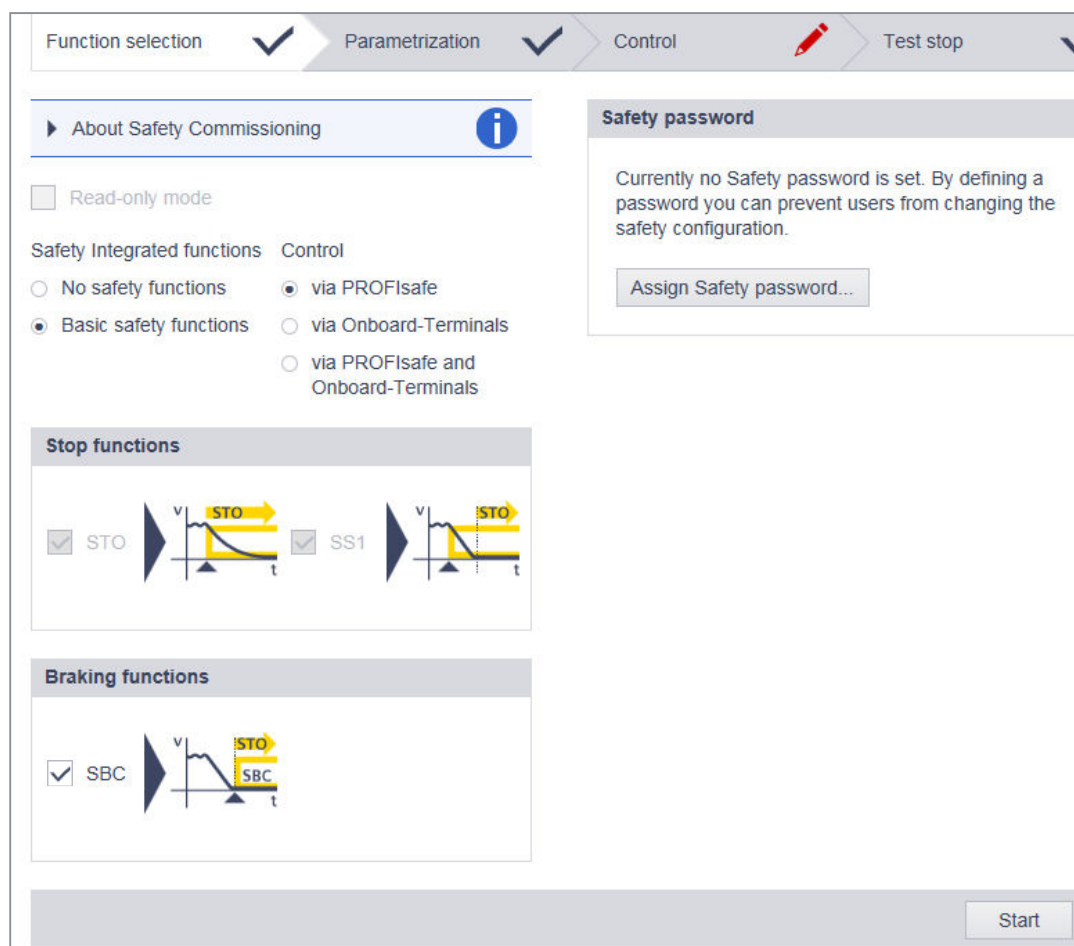 Function selection
Parametrization
Control
Test stop
About Safety Commissioning
i
Read-only mode
Safety Integrated functions
No safety functions
Basic safety functions
Control
via PROFIsafe
via Onboard-Terminals
via PROFIsafe and
Onboard-Terminals
Safety password
Currently no Safety password is set. By defining a
password you can prevent users from changing the
safety configuration.
Assign Safety password...
Stop functions
STO
V
STO
t
SS1
V
STO
t
Braking functions
SBC
V
STO
SBC
t
Start